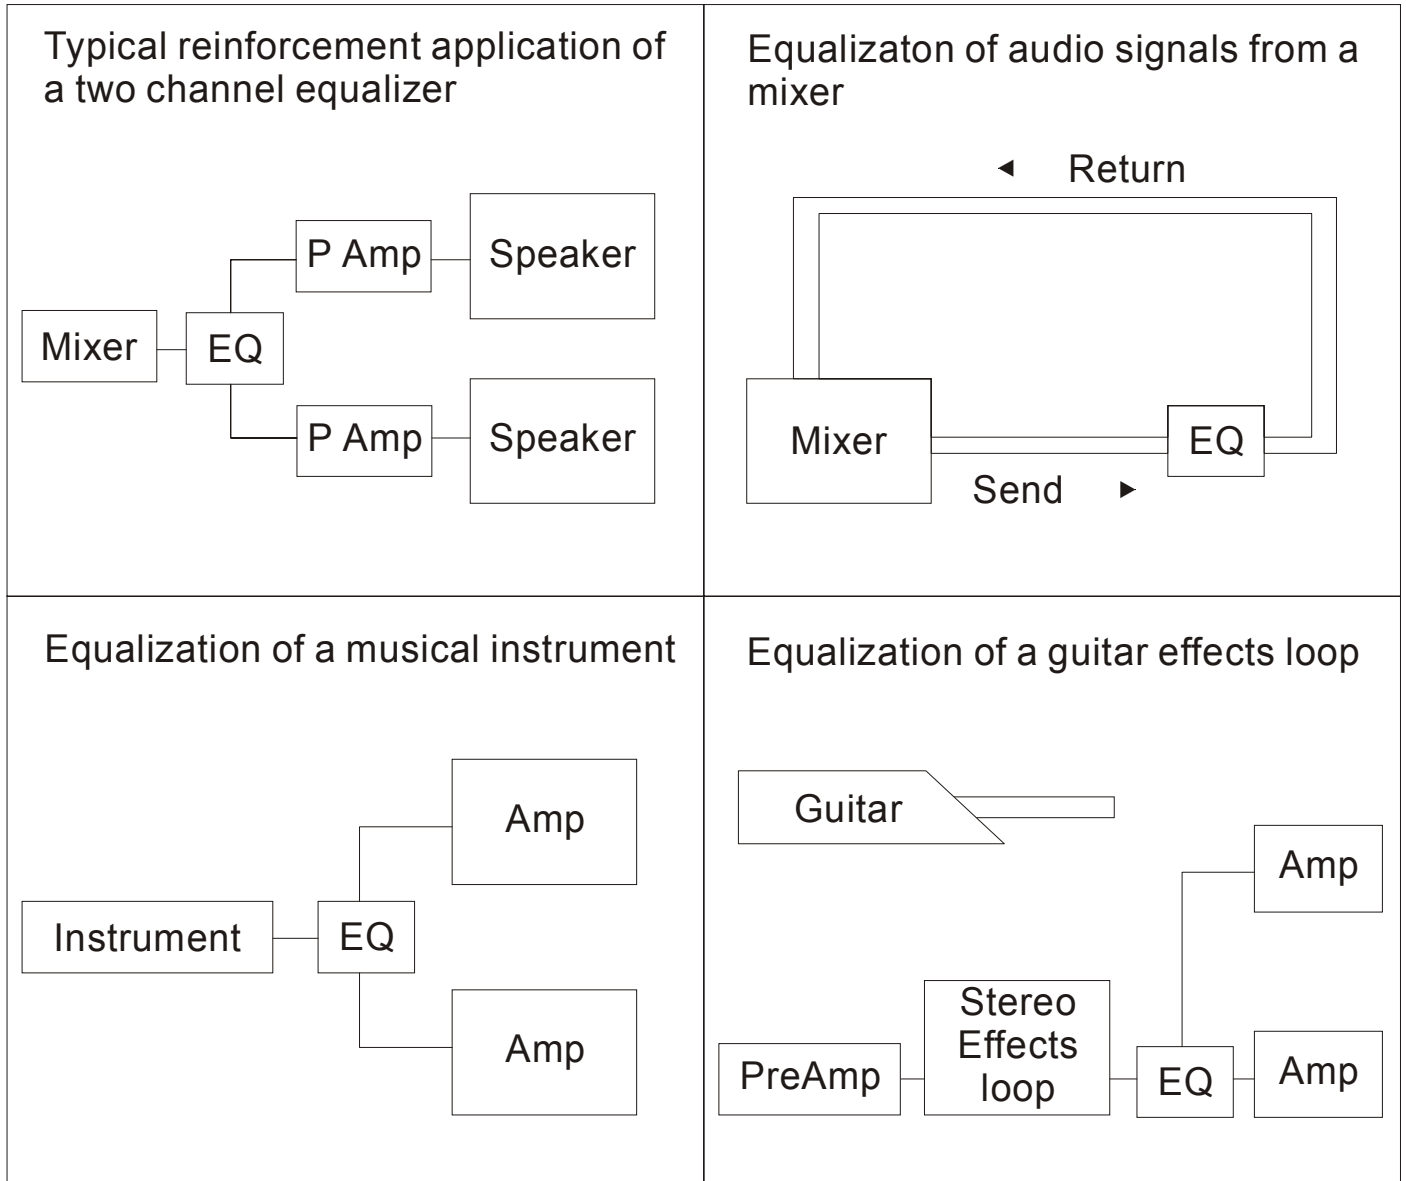 Typical reinforcement application of
a two channel equalizer
P Amp
Speaker
Mixer
EQ
P Amp
Speaker
Equalizaton of audio signals from a
mixer
Return
Mixer
EQ
Send
Equalization of a musical instrument
Amp
Instrument
EQ
Amp
Equalization of a guitar effects loop
Guitar
Amp
Stereo
Effects
loop
PreAmp
EQ
Amp